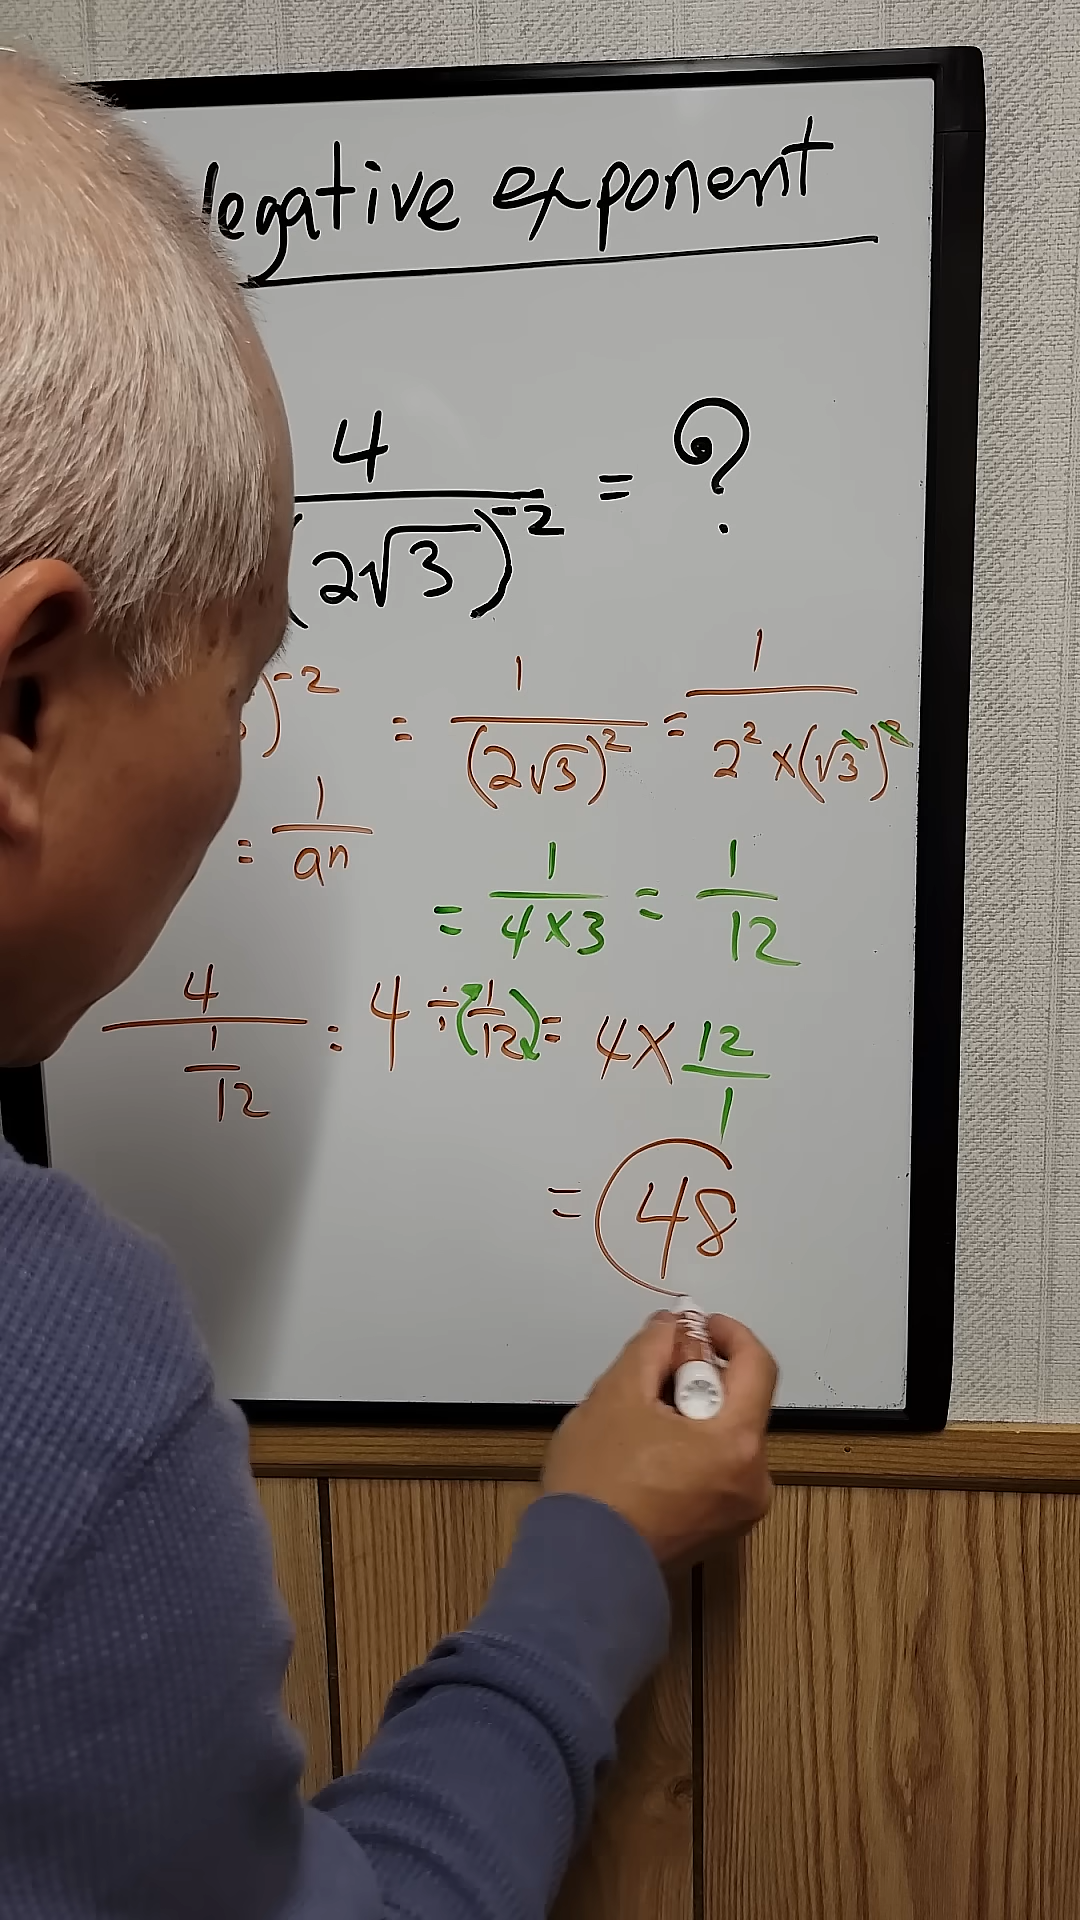 Negative exponent
4/(2√3)^-2 = ?
)^-2 = 1/(2√3)^2 = 1/(2^2 × (√3)^2)
= 1/a^n
= 1/(4×3) = 1/12
4/(1/12) = 4 ÷ 1/12 = 4 × 12/1
= 48